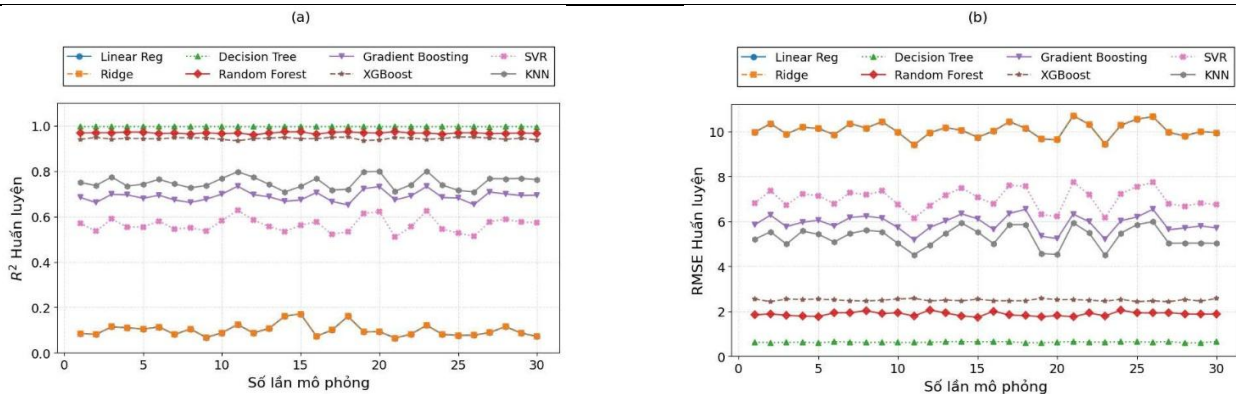 (a)
Linear Reg Decision Tree Gradient Boosting SVR
Ridge Random Forest XGBoost KNN
1.0
0.8
0.6
0.4
0.2
0.0
R² Huấn luyện
0 5 10 15 20 25 30
Số lần mô phỏng
(b)
Linear Reg Decision Tree Gradient Boosting SVR
Ridge Random Forest XGBoost KNN
10
8
6
4
2
0
RMSE Huấn luyện
0 5 10 15 20 25 30
Số lần mô phỏng